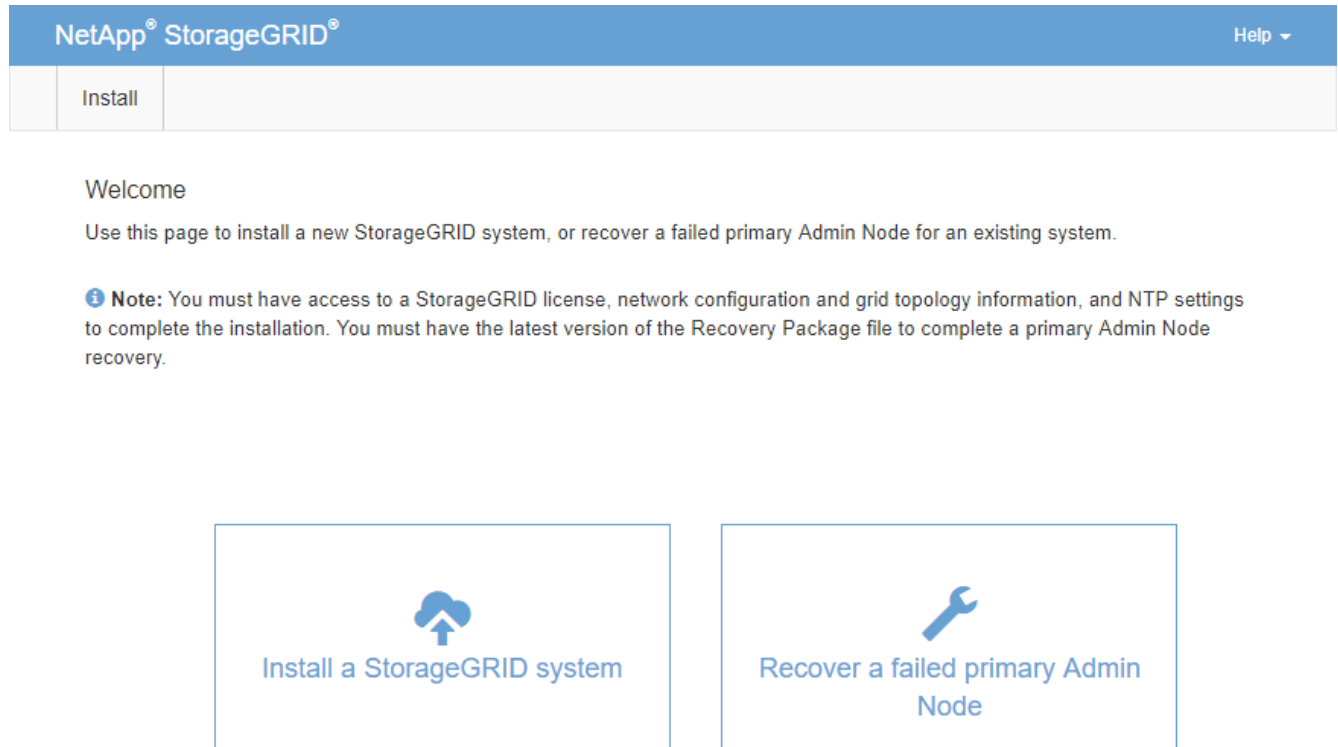 NetApp® StorageGRID®
Help
Install
Welcome
Use this page to install a new StorageGRID system, or recover a failed primary Admin Node for an existing system.
Note: You must have access to a StorageGRID license, network configuration and grid topology information, and NTP settings
to complete the installation. You must have the latest version of the Recovery Package file to complete a primary Admin Node
recovery.
Install a StorageGRID system
Recover a failed primary Admin
Node